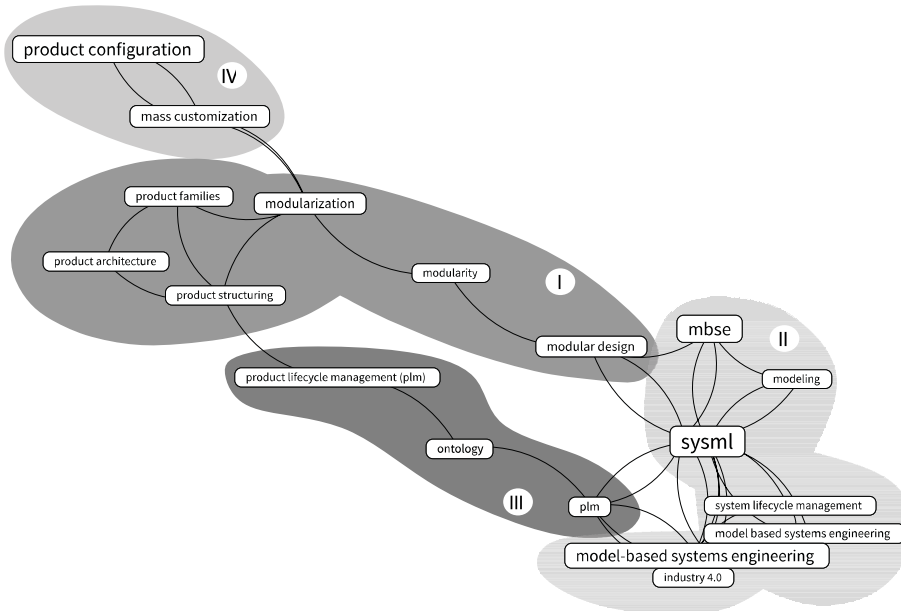 product configuration
IV
mass customization
product families
modularization
product architecture
modularity
I
product structuring
mbse
II
modular design
product lifecycle management (plm)
modeling
sysml
ontology
III
plm
system lifecycle management
model based systems engineering
model-based systems engineering
industry 4.0